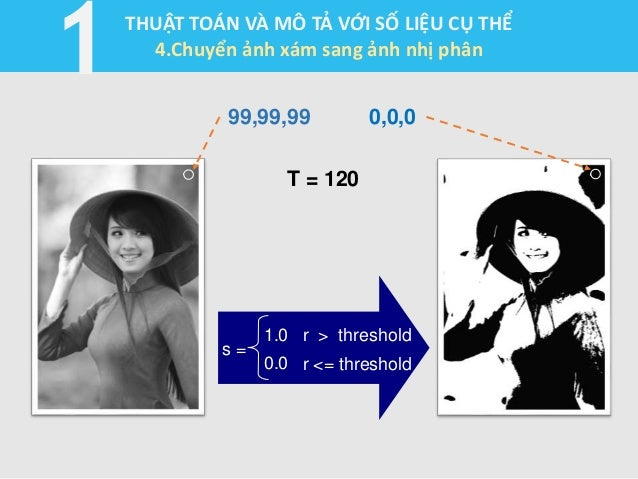 1
THUẬT TOÁN VÀ MÔ TẢ VỚI SỐ LIỆU CỤ THỂ
4.Chuyển ảnh xám sang ảnh nhị phân
99,99,99 0,0,0
T = 120
1.0 r > threshold
s =
0.0 r <= threshold